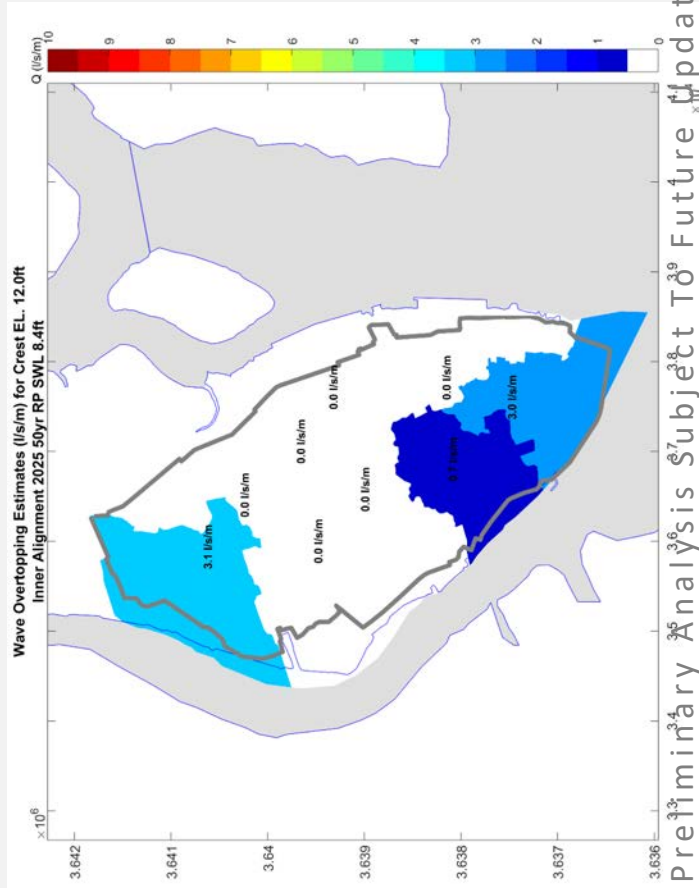 Wave Overtopping Estimates (l/s/m) for Crest EL. 12.0ft
Inner Alignment 2025 50yr RP SWL 8.4ft
Q (l/s/m)
10
9
8
7
6
5
4
3
2
1
0
×10⁶
3.642
3.641
3.64
3.639
3.638
3.637
3.636
3.3
3.4
3.5
3.6
3.7
3.8
3.9
4
4.1
3.1 l/s/m
0.0 l/s/m
0.0 l/s/m
0.0 l/s/m
0.0 l/s/m
0.0 l/s/m
0.7 l/s/m
0.0 l/s/m
3.0 l/s/m
Preliminary Analysis Subject To Future Updat